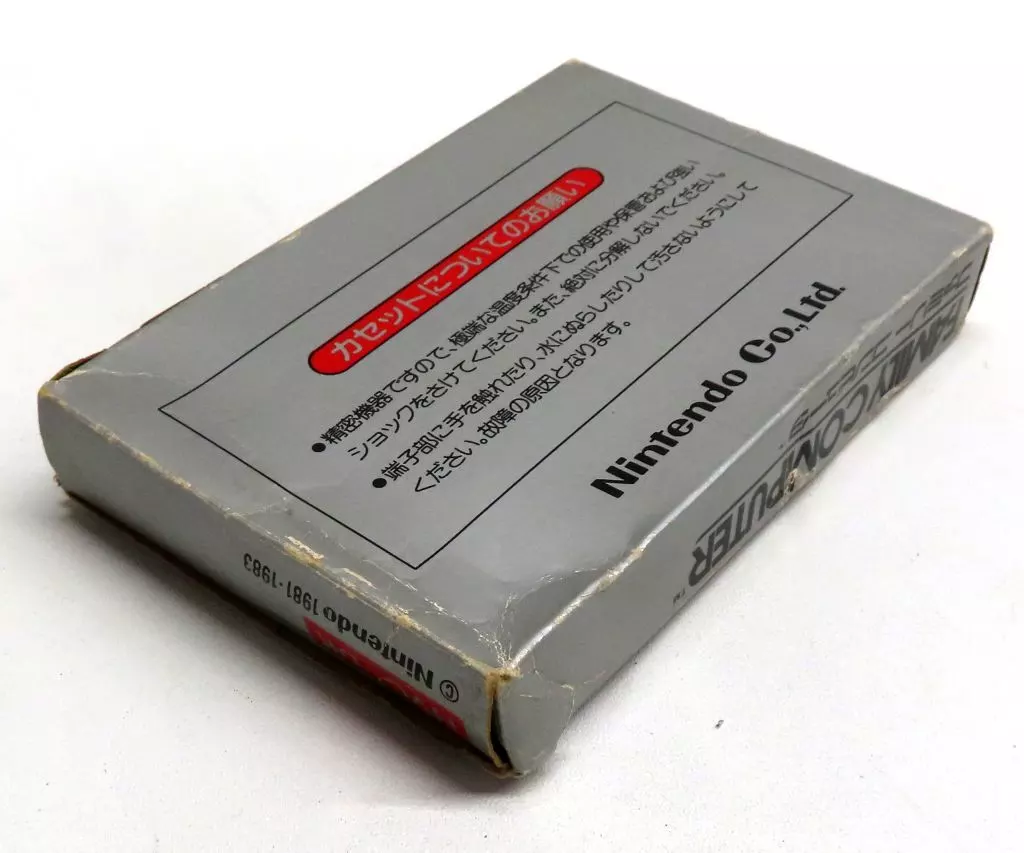 カセットについてのお願い
●精密機器ですので、極端な温度条件下での使用や保管および強い
ショックをさけてください。また、絶対に分解しないでください。
●端子部に手を触れたり、水にぬらしたりして汚さないようにして
ください。故障の原因となります。
Nintendo Co.,Ltd.
FAMILY COMPUTER™
© Nintendo 1981・1983